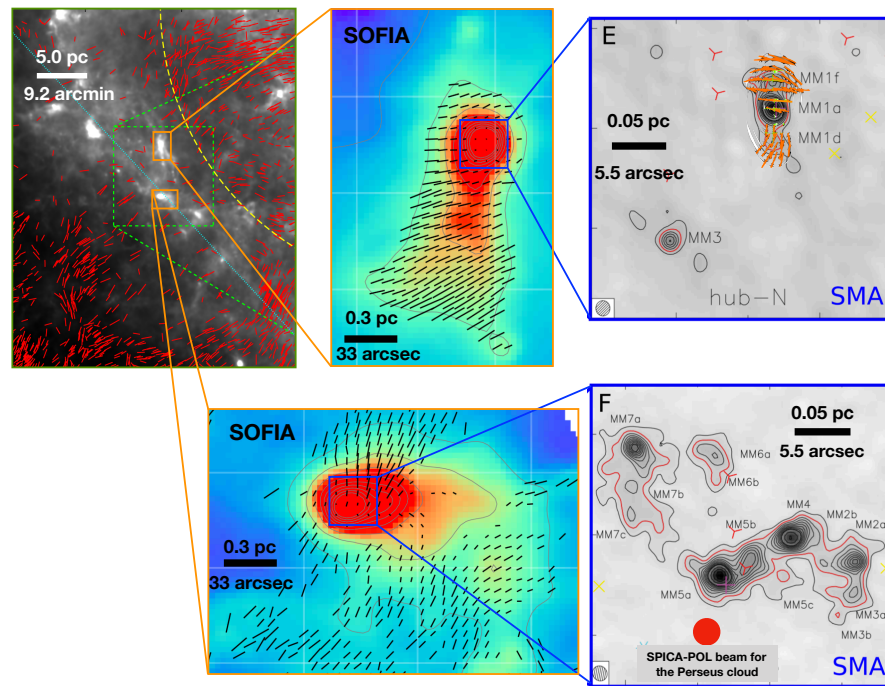 5.0 pc
9.2 arcmin
SOFIA
0.3 pc
33 arcsec
E
MM1f
MM1a
MM1d
0.05 pc
5.5 arcsec
MM3
hub-N
SMA
SOFIA
0.3 pc
33 arcsec
F
MM7a
0.05 pc
5.5 arcsec
MM6a
MM6b
MM7b
MM4
MM5b
MM2b
MM2a
MM7c
MM5a
MM5c
MM3a
MM3b
SPICA-POL beam for
the Perseus cloud
SMA